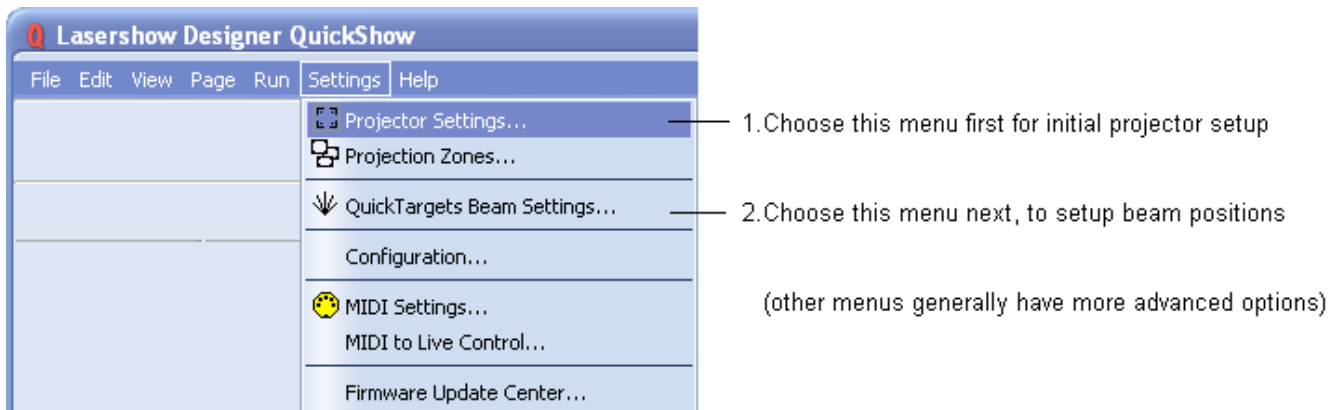 Lasershow Designer QuickShow
File Edit View Page Run Settings Help
Projector Settings...
1.Choose this menu first for initial projector setup
Projection Zones...
QuickTargets Beam Settings...
2.Choose this menu next, to setup beam positions
Configuration...
(other menus generally have more advanced options)
MIDI Settings...
MIDI to Live Control...
Firmware Update Center...